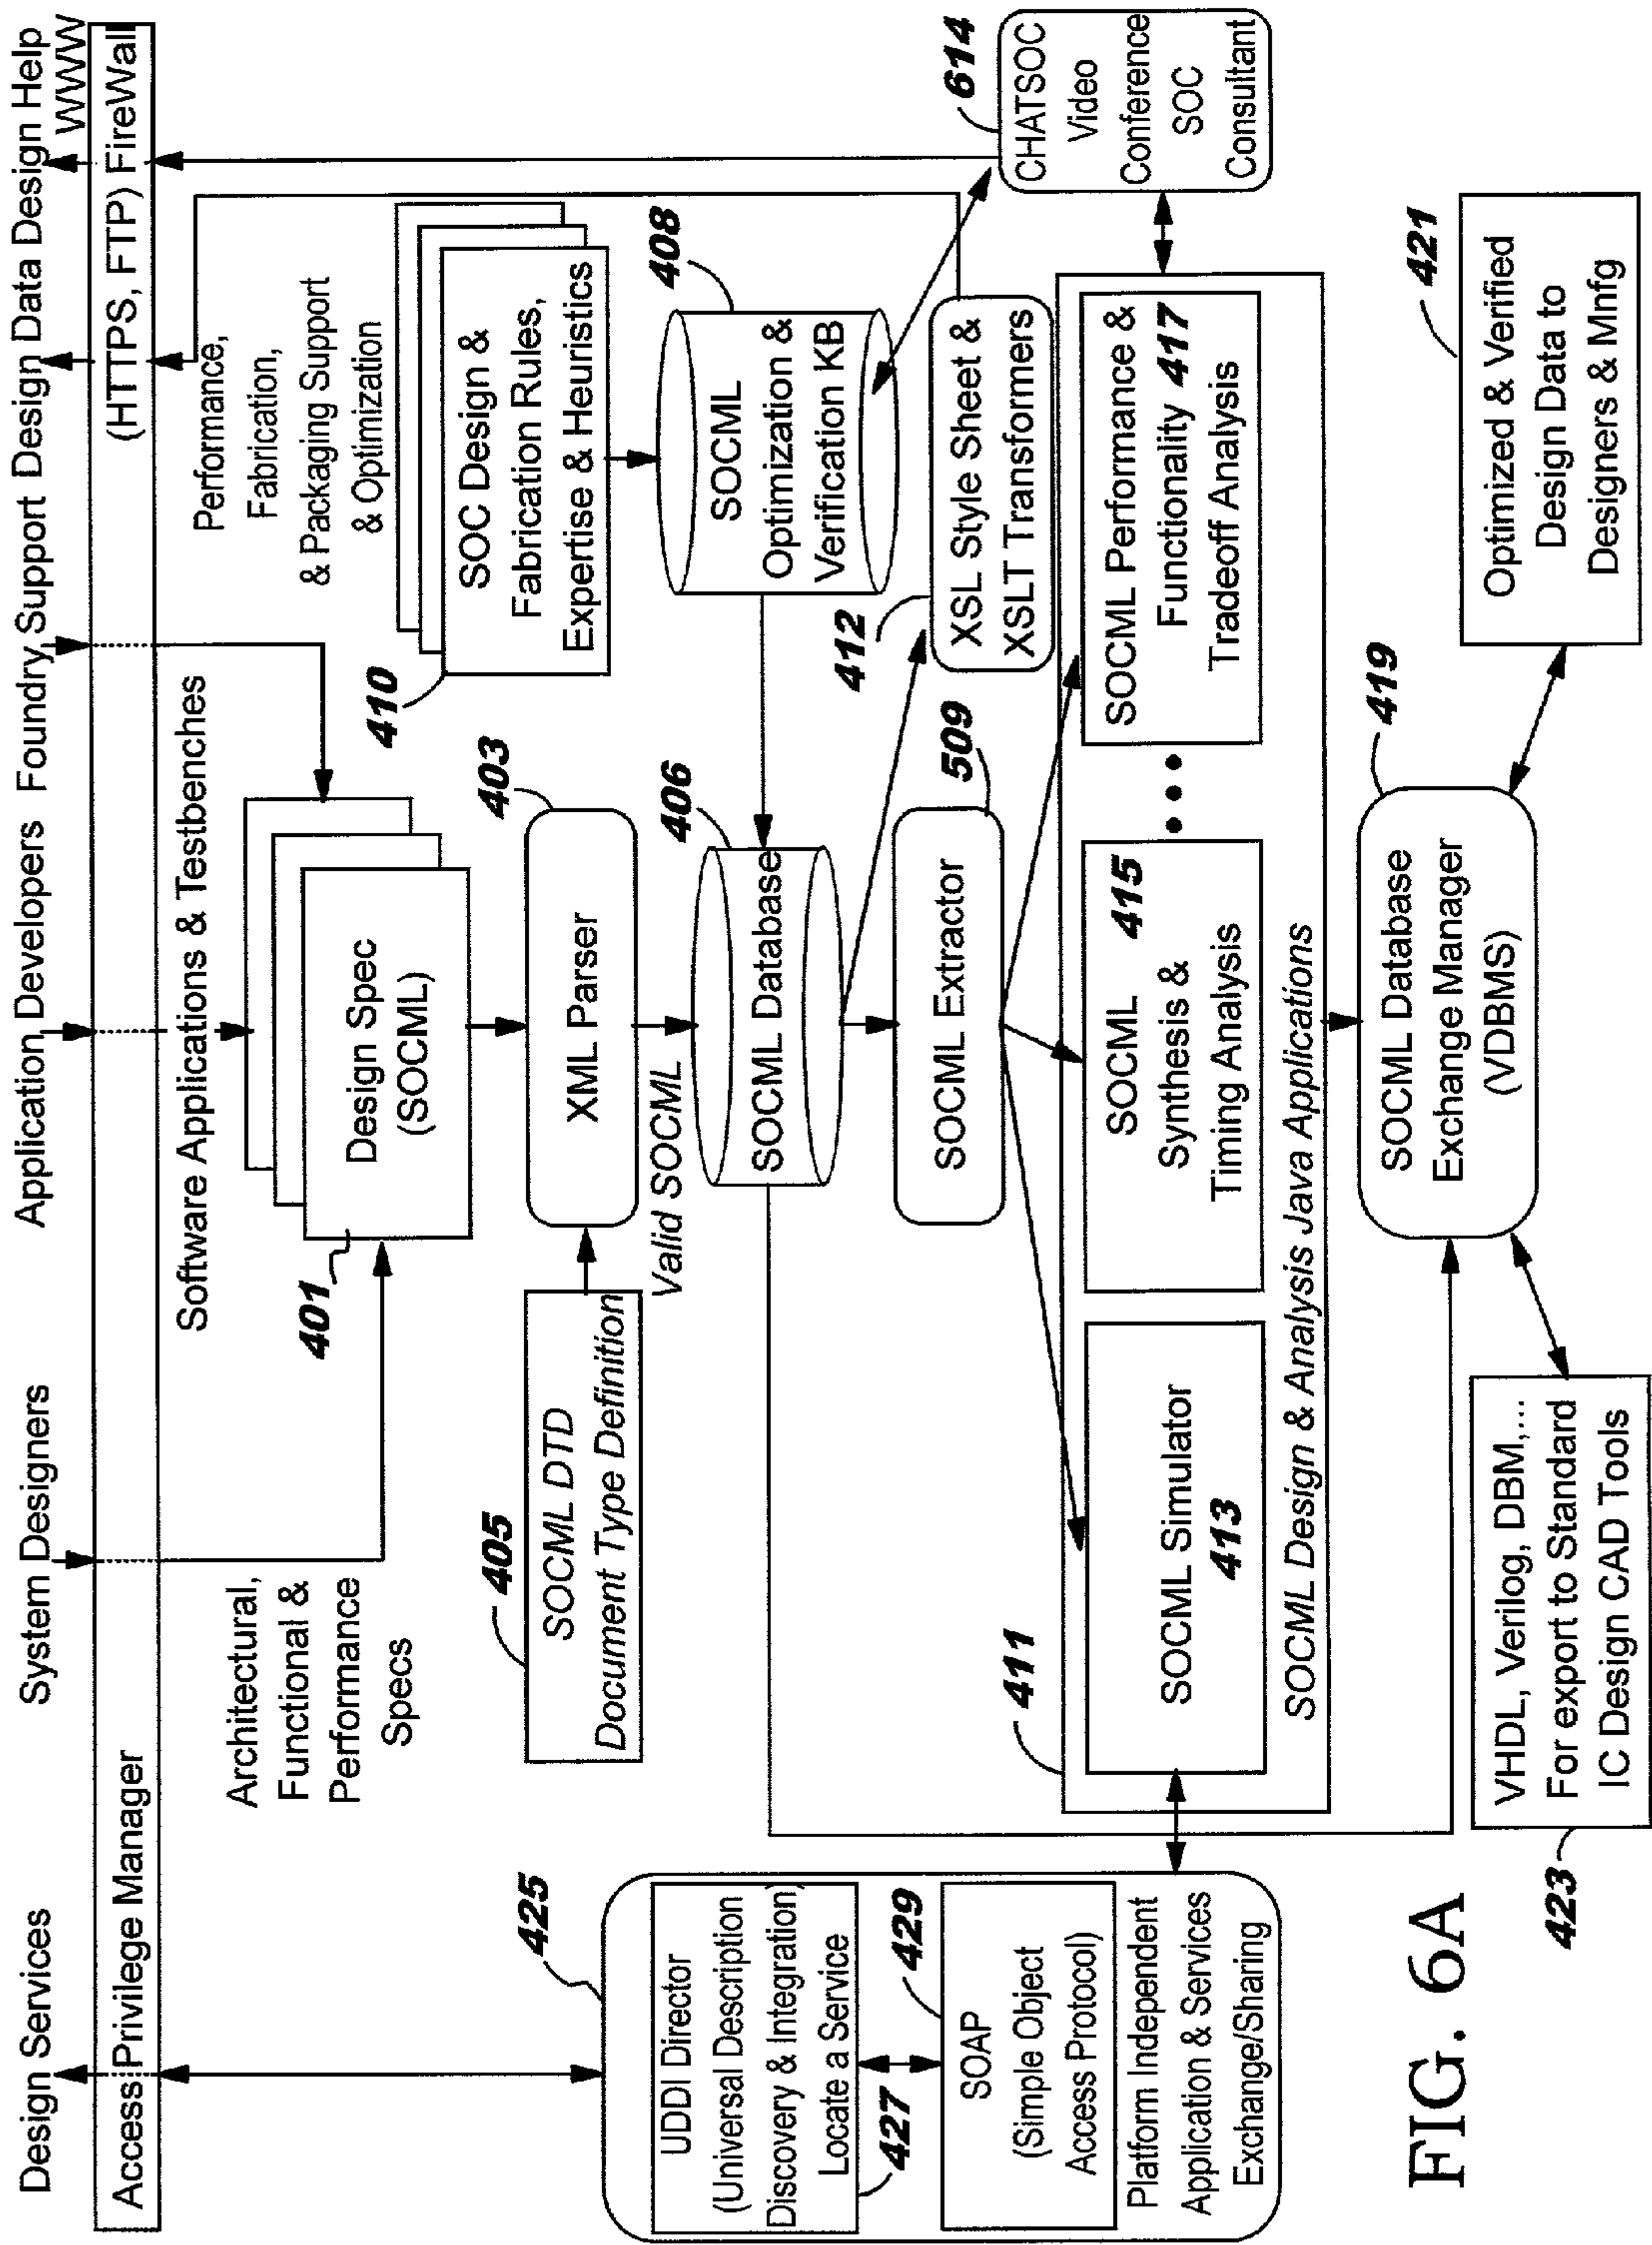 Design Services
System Designers
Application Developers
Foundry Support
Design Data
Design Help
WWW
Access Privilege Manager
(HTTPS, FTP) FireWall
Architectural,
Functional &
Performance
Specs
Software Applications & Testbenches
Performance,
Fabrication,
& Packaging Support
& Optimization
401
Design Spec
(SOCML)
410
SOC Design &
Fabrication Rules,
Expertise & Heuristics
405
SOCML DTD
Document Type Definition
403
XML Parser
Valid SOCML
406
SOCML Database
408
SOCML
Optimization &
Verification KB
614
CHATSOC
Video
Conference
SOC
Consultant
412
XSL Style Sheet &
XSLT Transformers
509
SOCML Extractor
425
UDDI Director
(Universal Description
Discovery & Integration)
Locate a Service
427
429
SOAP
(Simple Object
Access Protocol)
Platform Independent
Application & Services
Exchange/Sharing
411
SOCML Simulator
413
SOCML 415
Synthesis &
Timing Analysis
SOCML Performance &
Functionality 417
Tradeoff Analysis
SOCML Design & Analysis Java Applications
419
SOCML Database
Exchange Manager
(VDBMS)
423
VHDL, Verilog, DBM,...
For export to Standard
IC Design CAD Tools
421
Optimized & Verified
Design Data to
Designers & Mnfg
FIG. 6A